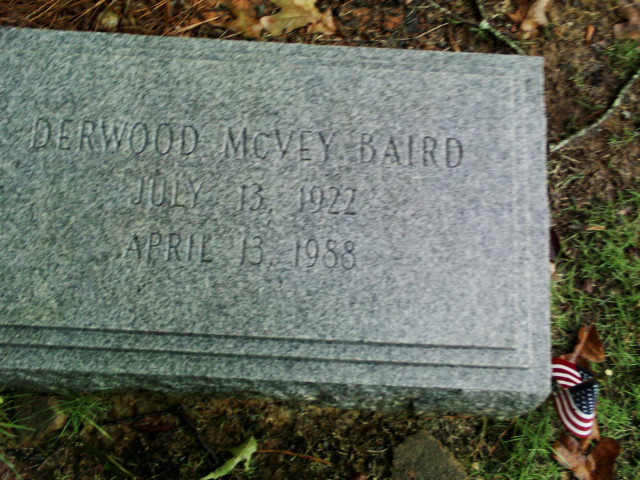 DERWOOD McVEY BAIRD
JULY 13, 1922
APRIL 13, 1988